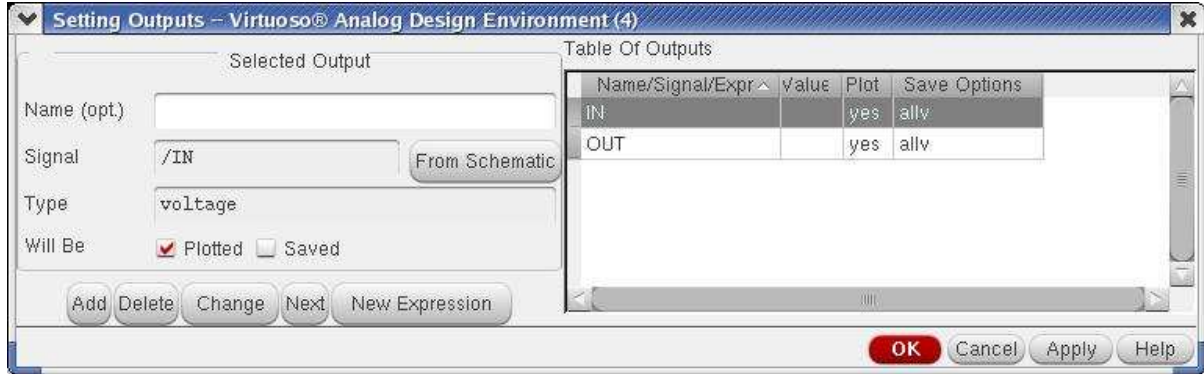 Setting Outputs -- Virtuoso® Analog Design Environment (4)
Selected Output
Name (opt.)
Signal /IN From Schematic
Type voltage
Will Be Plotted Saved
Add Delete Change Next New Expression
Table Of Outputs
Name/Signal/Expr Value Plot Save Options
IN yes allv
OUT yes allv
OK Cancel Apply Help